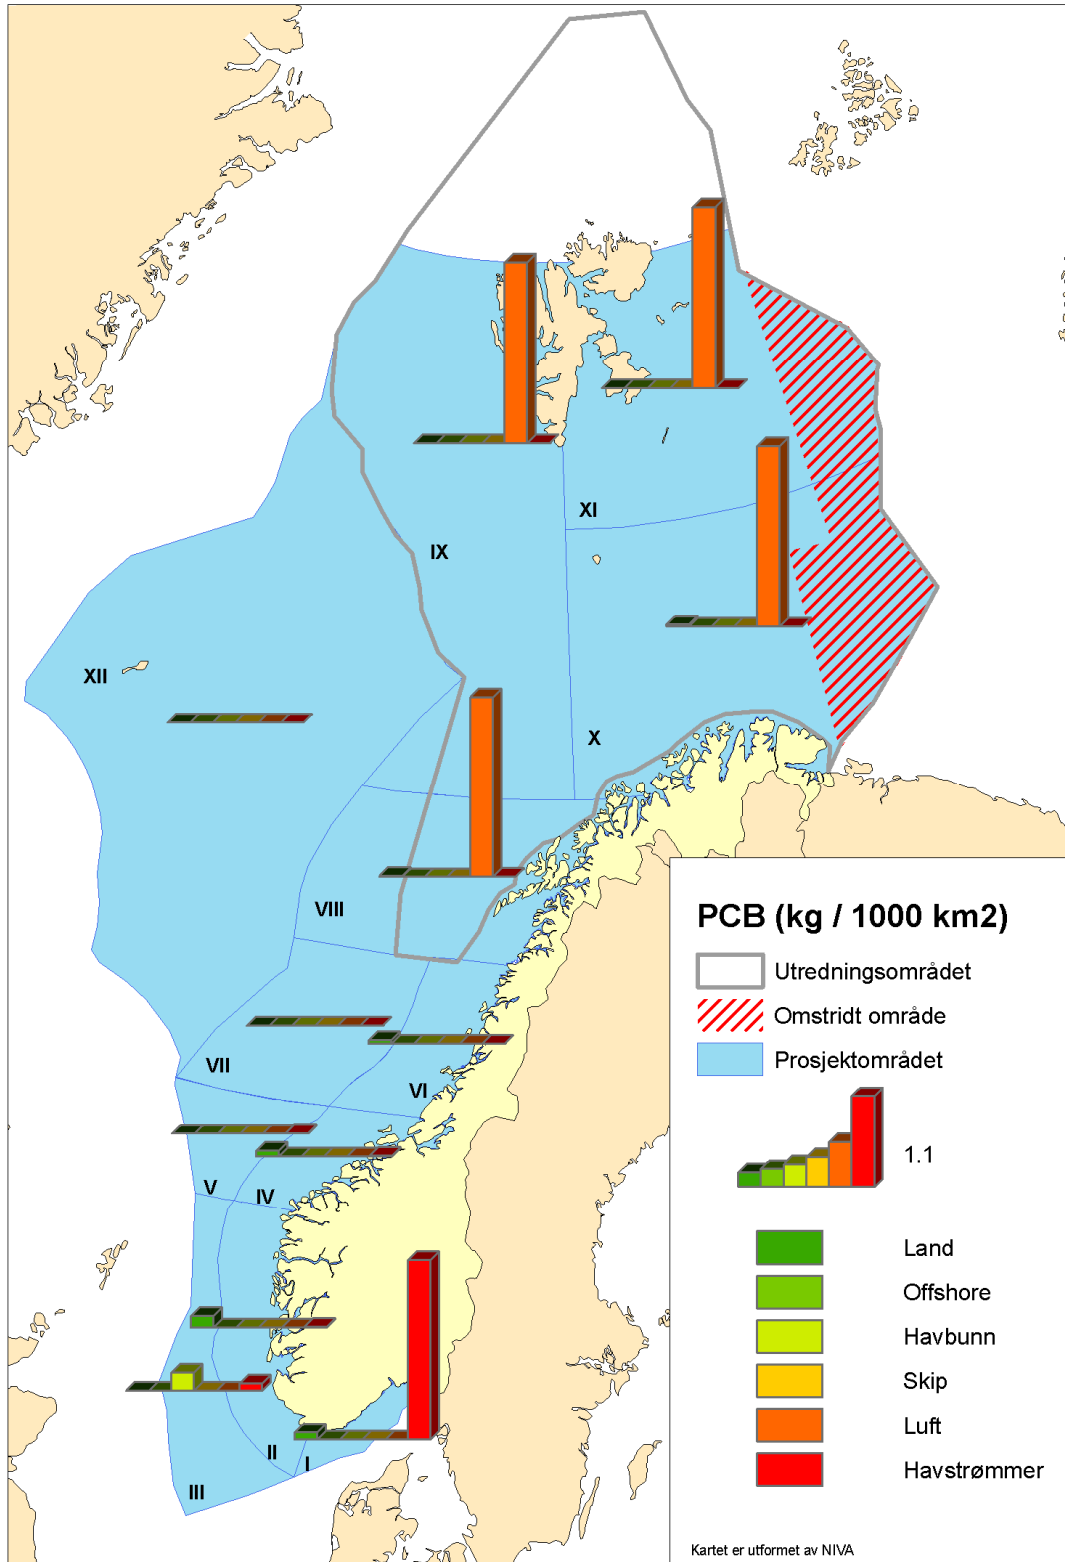 XI
IX
XII
X
VIII
VII
VI
V
IV
II
I
III
PCB (kg / 1000 km2)
Utredningsområdet
Omstridt område
Prosjektområdet
1.1
Land
Offshore
Havbunn
Skip
Luft
Havstrømmer
Kartet er utformet av NIVA